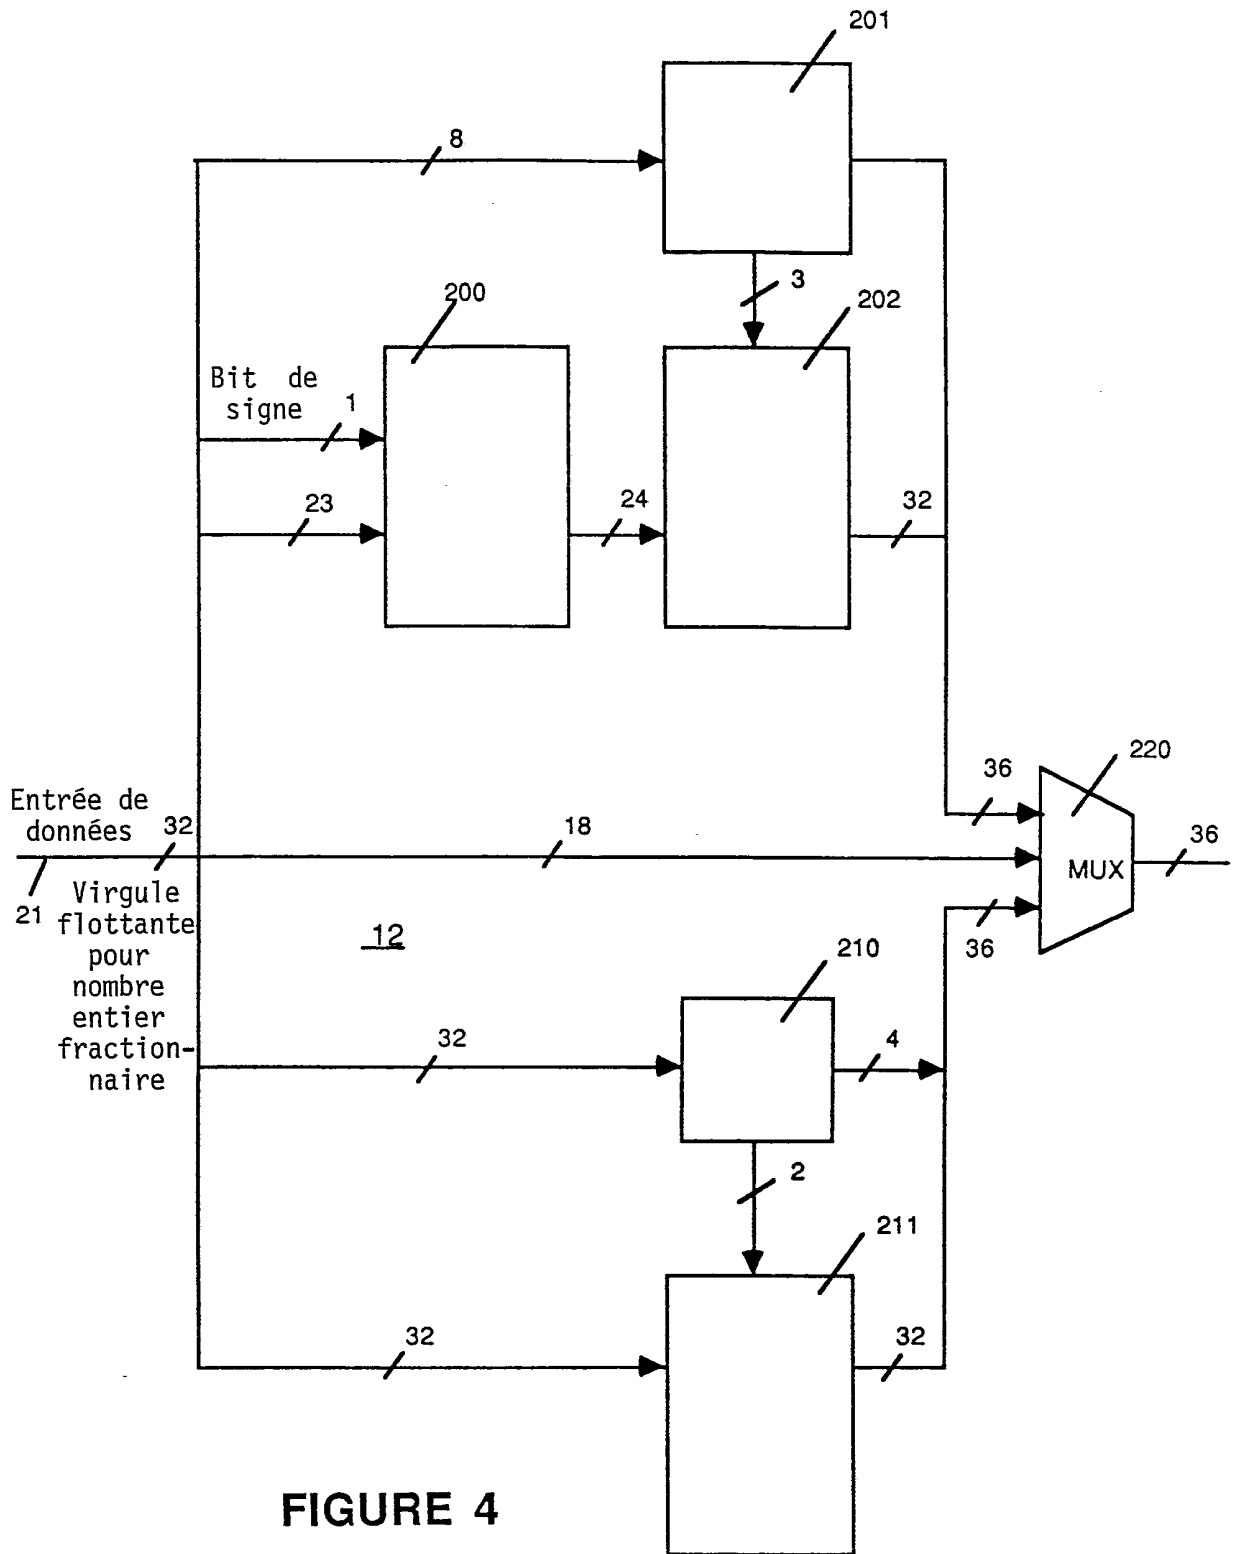 201
8
3
200
202
Bit de
signe
1
23
24
32
220
36
Entrée de
données
32
18
36
MUX
21
Virgule
flottante
pour
nombre
entier
fraction-
naire
12
36
210
32
4
2
211
32
32
FIGURE 4